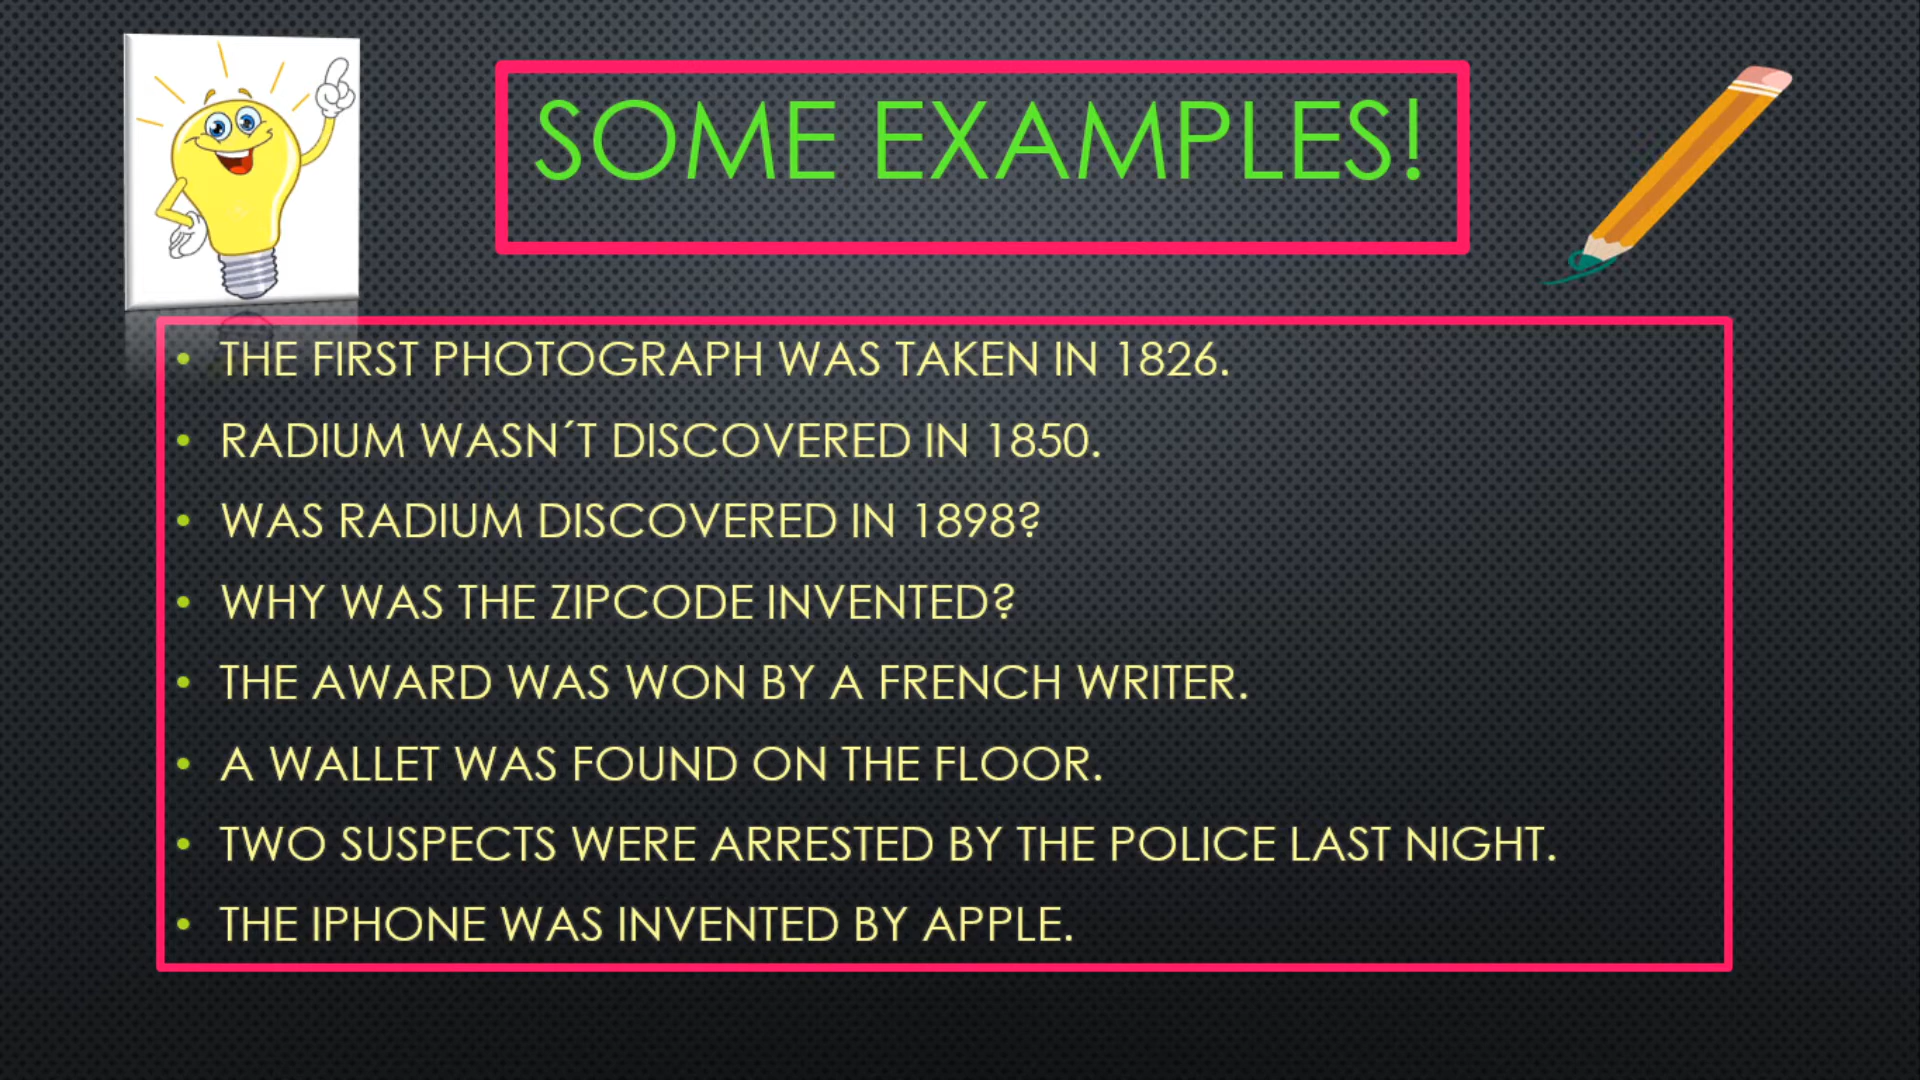 SOME EXAMPLES!
• THE FIRST PHOTOGRAPH WAS TAKEN IN 1826.
• RADIUM WASN´T DISCOVERED IN 1850.
• WAS RADIUM DISCOVERED IN 1898?
• WHY WAS THE ZIPCODE INVENTED?
• THE AWARD WAS WON BY A FRENCH WRITER.
• A WALLET WAS FOUND ON THE FLOOR.
• TWO SUSPECTS WERE ARRESTED BY THE POLICE LAST NIGHT.
• THE IPHONE WAS INVENTED BY APPLE.